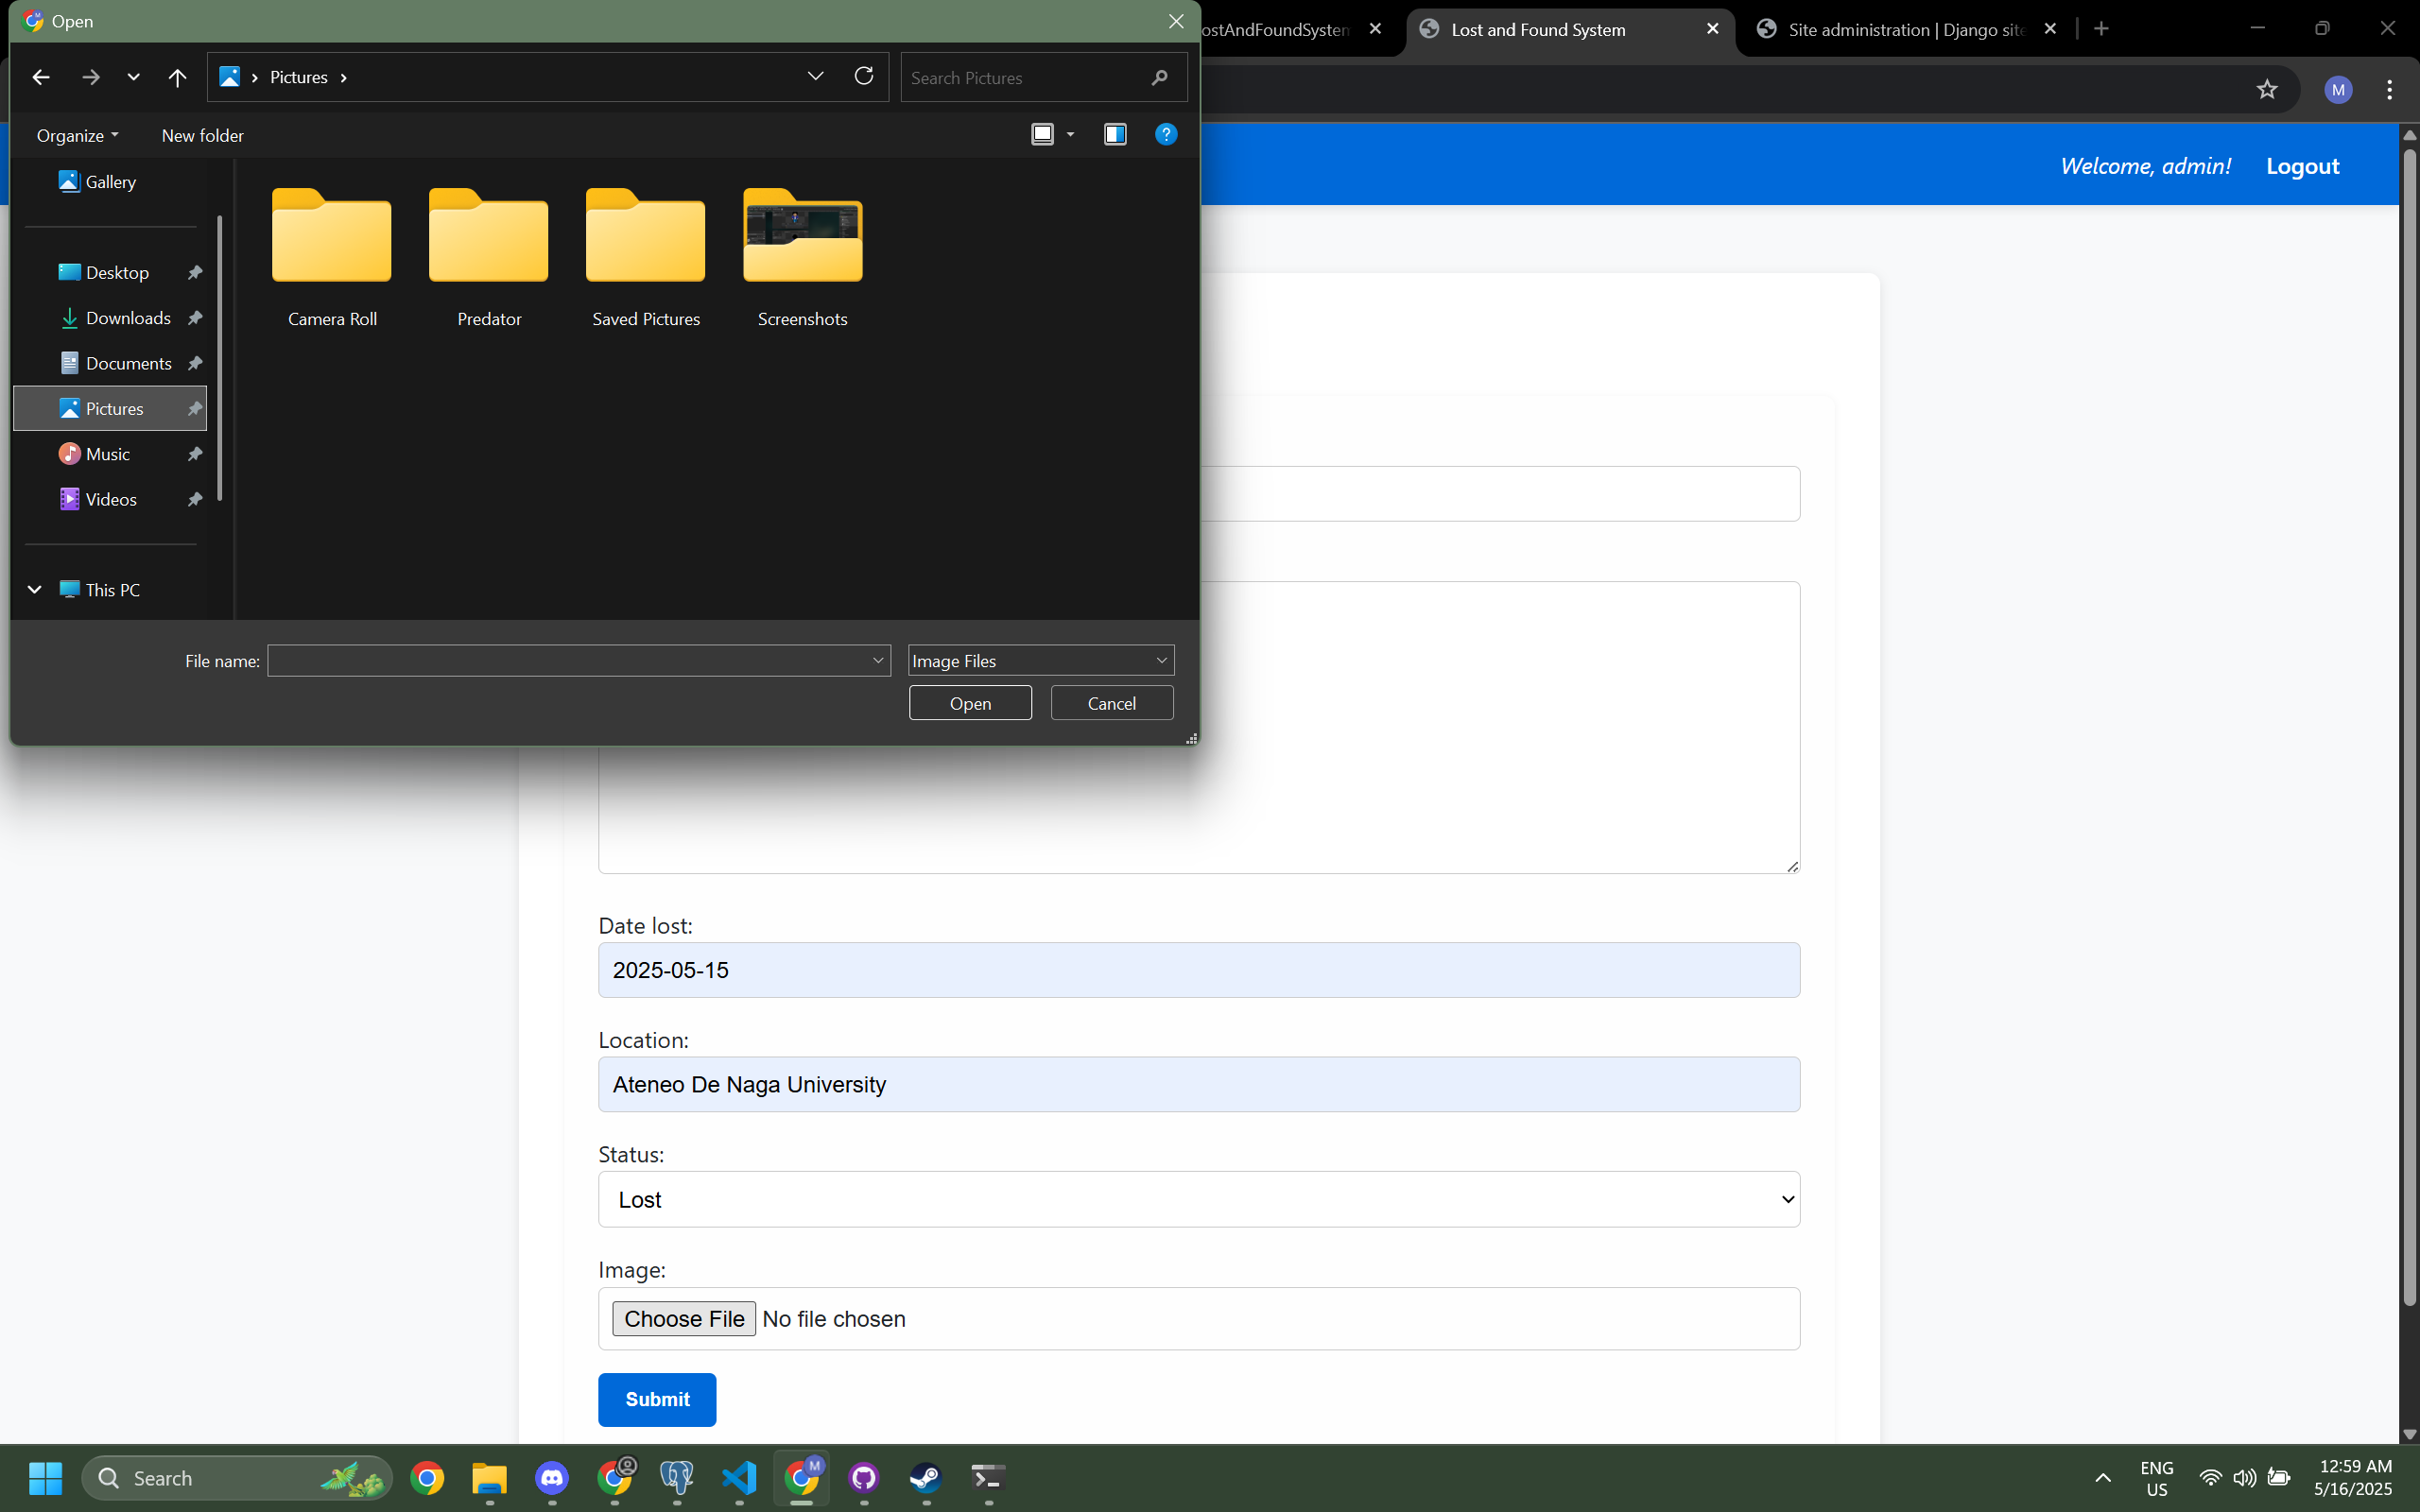 Open
ostAndFoundSystem
Lost and Found System
Site administration | Django site
Pictures
Search Pictures
M
Organize
New folder
?
Welcome, admin!
Logout
Gallery
Desktop
Downloads
Documents
Pictures
Music
Videos
This PC
Camera Roll
Predator
Saved Pictures
Screenshots
File name:
Image Files
Open
Cancel
Date lost:
2025-05-15
Location:
Ateneo De Naga University
Status:
Lost
Image:
Choose File No file chosen
Submit
Search
M
ENG
US
12:59 AM
5/16/2025